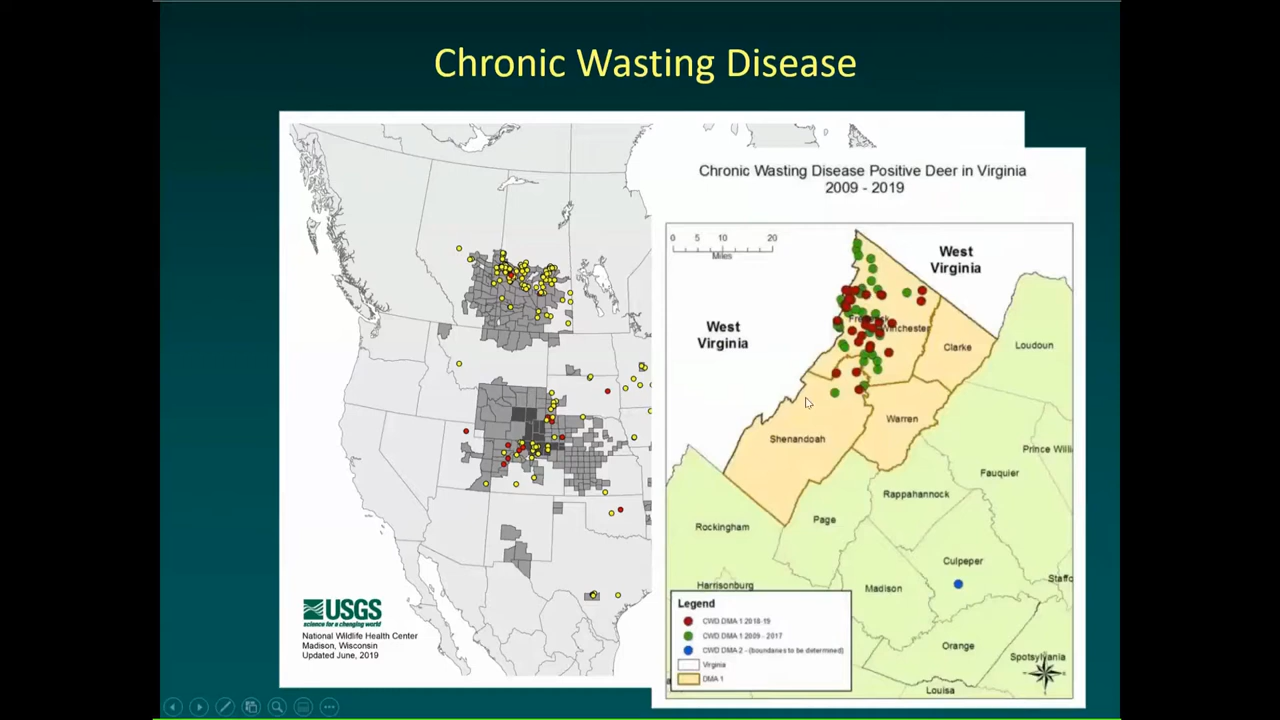 Chronic Wasting Disease
USGS
science for a changing world
National Wildlife Health Center
Madison, Wisconsin
Updated June, 2019
Chronic Wasting Disease Positive Deer in Virginia
2009 - 2019
0 5 10 20
Miles
West
Virginia
West
Virginia
Frederick
Winchester
Clarke
Loudoun
Warren
Shenandoah
Prince Willi
Fauquier
Rappahannock
Page
Rockingham
Culpeper
Staffo
Harrisonburg
Madison
Orange
Spotsylvania
Louisa
Legend
CWD DMA 1 2018-19
CWD DMA 1 2009 - 2017
CWD DMA 2 - (boundaries to be determined)
Virginia
DMA 1